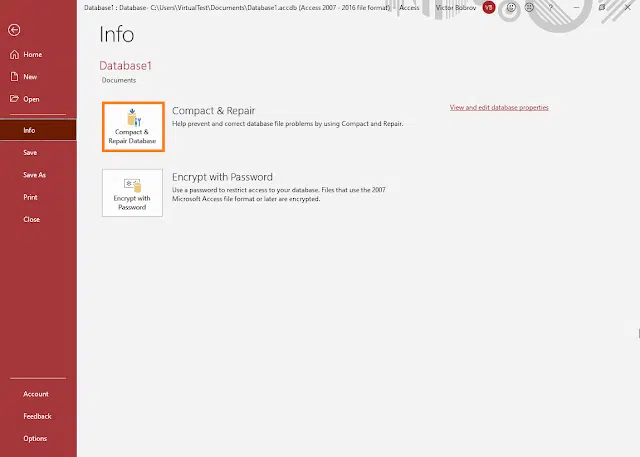 Database1 : Database- C:\Users\VirtualTest\Documents\Database1.accdb (Access 2007 - 2016 file format) - Access
Victor Bobrov
VB
?
Info
Home
New
Open
Info
Save
Save As
Print
Close
Account
Feedback
Options
Database1
Documents
Compact &
Repair Database
Compact & Repair
Help prevent and correct database file problems by using Compact and Repair.
View and edit database properties
Encrypt with
Password
Encrypt with Password
Use a password to restrict access to your database. Files that use the 2007
Microsoft Access file format or later are encrypted.